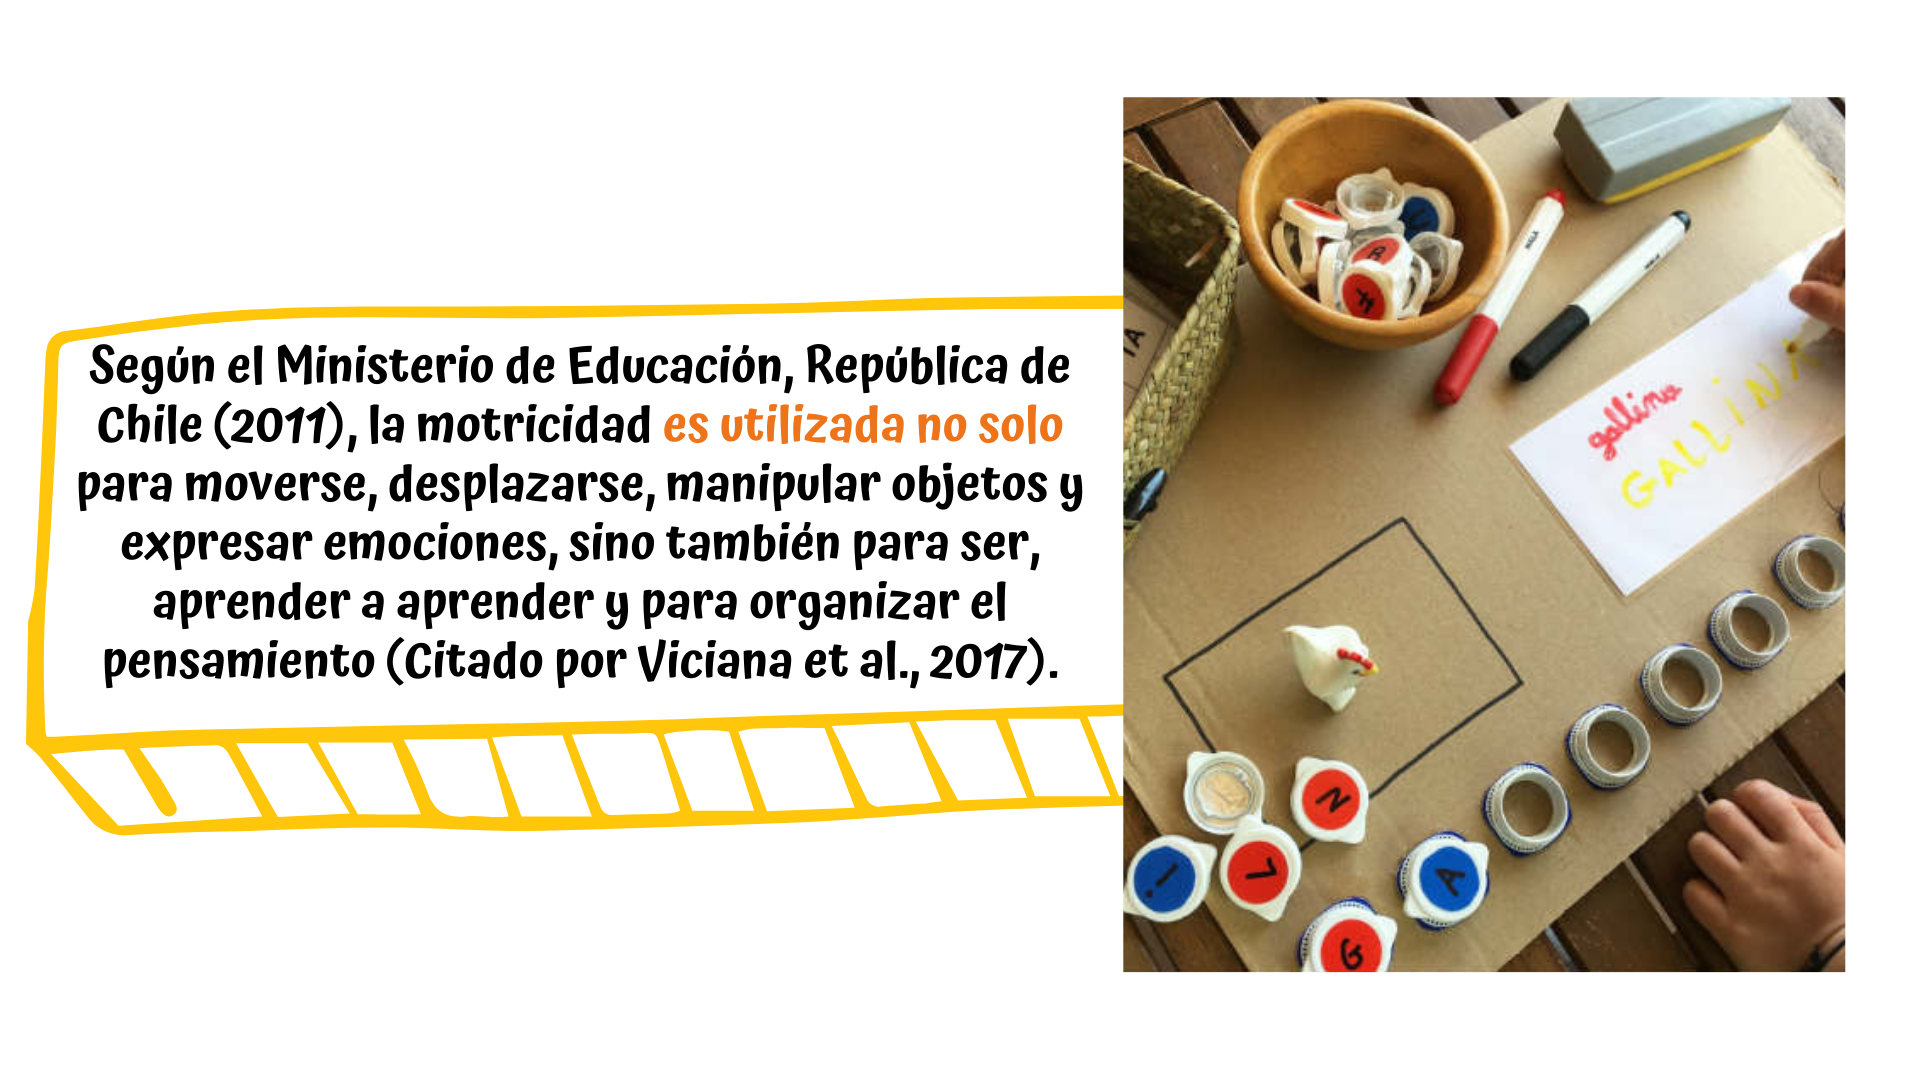 Según el Ministerio de Educación, República de
Chile (2011), la motricidad es utilizada no solo
para moverse, desplazarse, manipular objetos y
expresar emociones, sino también para ser,
aprender a aprender y para organizar el
pensamiento (Citado por Viciana et al., 2017).
gallina
GALLiNA
IA
N
i
L
A
G